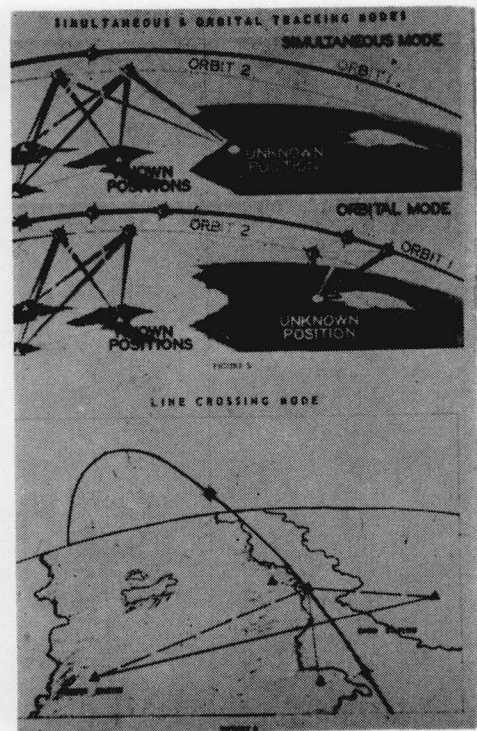 SIMULTANEOUS & ORBITAL TRACKING MODES
SIMULTANEOUS MODE
ORBIT 2
ORBIT 1
UNKNOWN
POSITION
KNOWN
POSITIONS
ORBITAL MODE
ORBIT 2
ORBIT 1
KNOWN
POSITIONS
UNKNOWN
POSITION
FIGURE 5
LINE CROSSING MODE